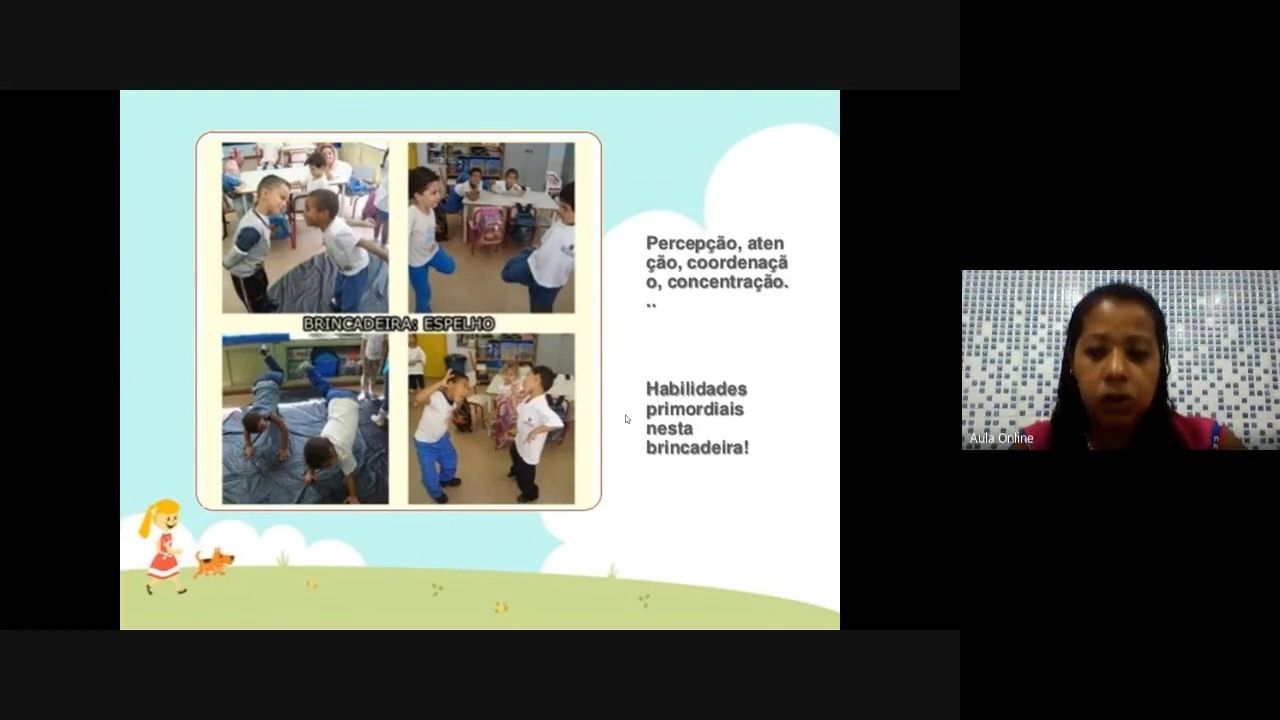 BRINCADEIRA: ESPELHO
Percepção, aten
ção, coordenaçã
o, concentração.
..
Habilidades
primordiais
nesta
brincadeira!
Aula Online